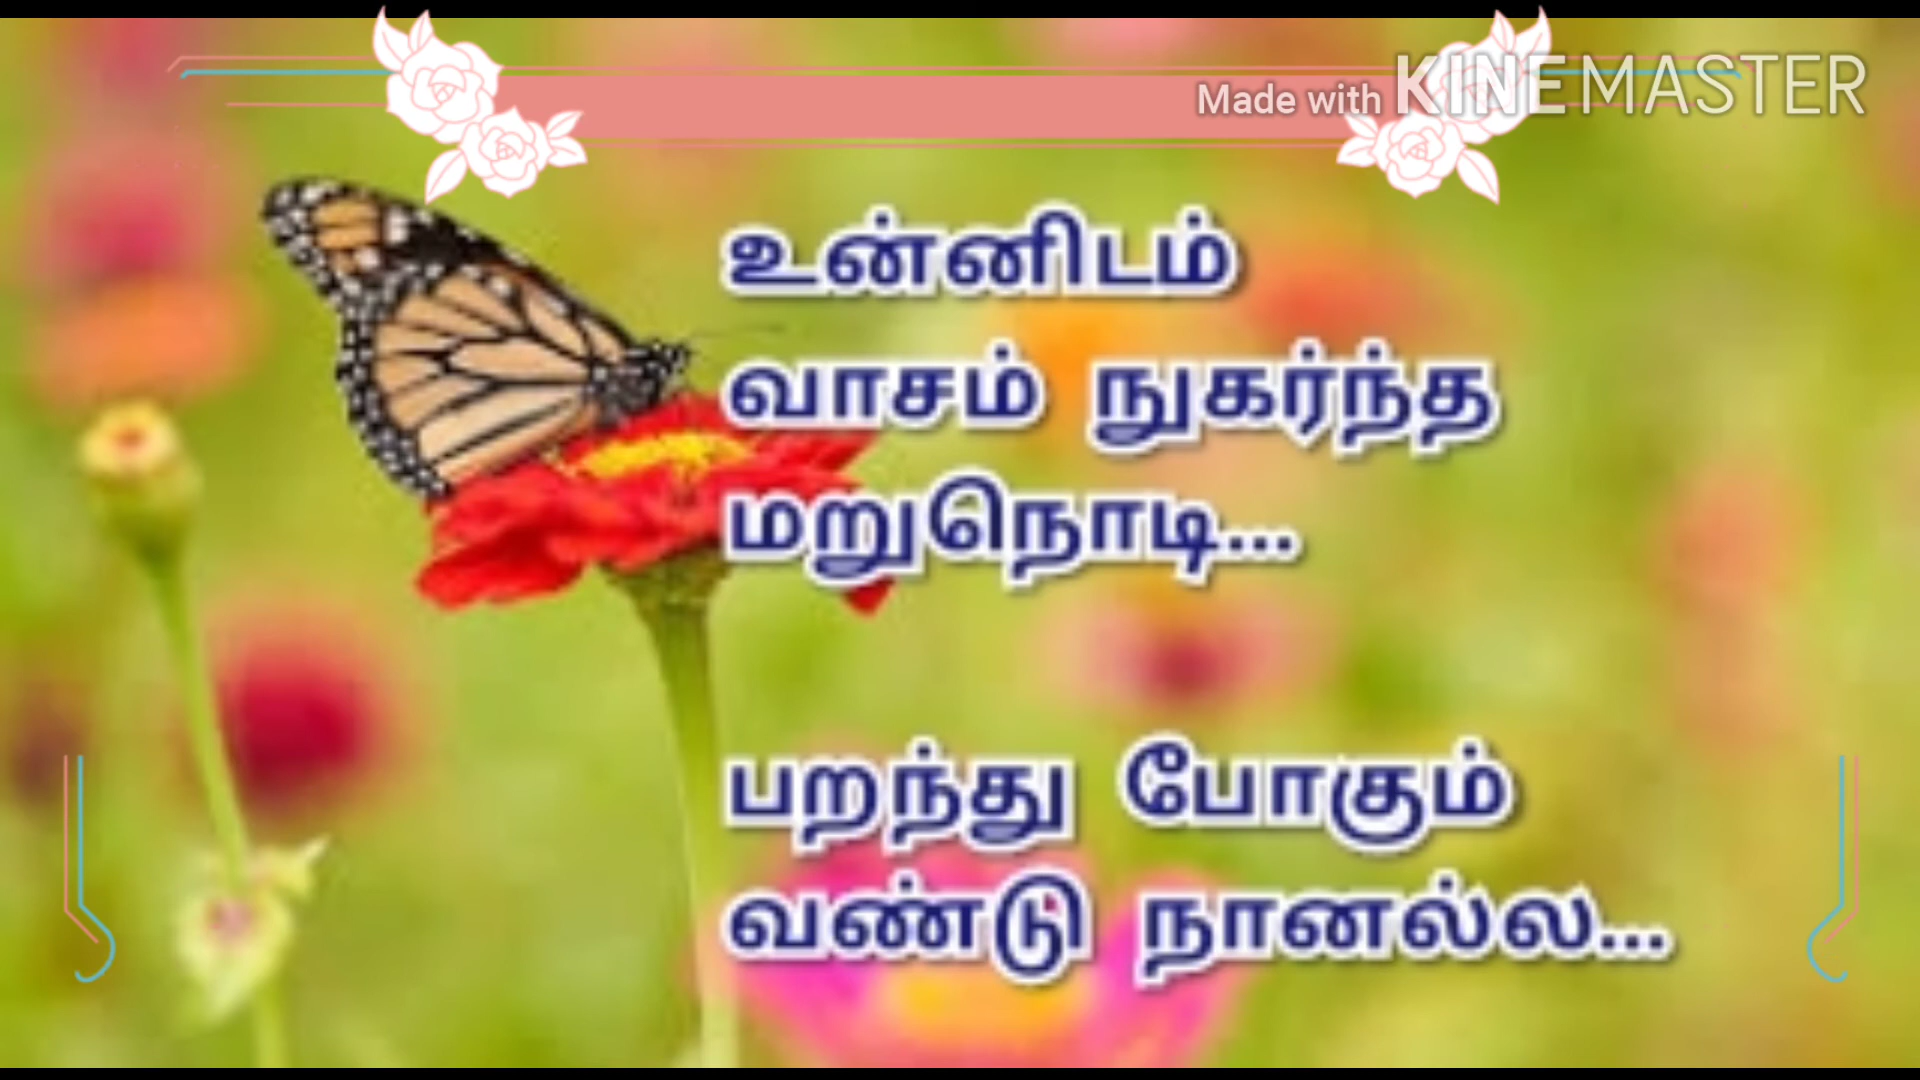 Made with KINEMASTER
உன்னிடம்
வாசம் நுகர்ந்த
மறுநொடி...
பறந்து போகும்
வண்டு நானல்ல...